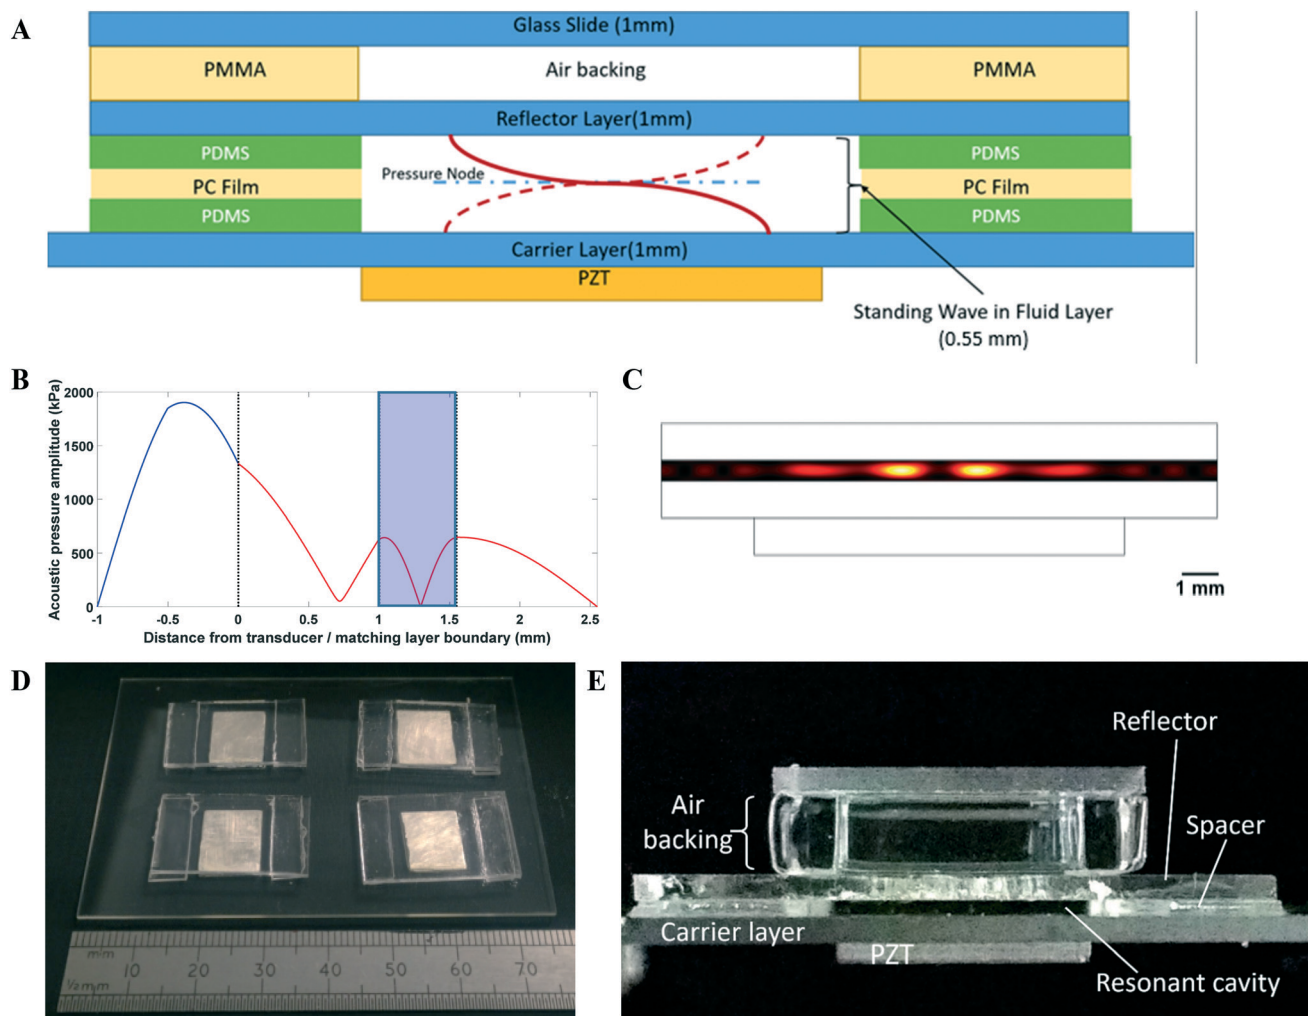 A
Glass Slide (1mm)
PMMA
Air backing
PMMA
Reflector Layer(1mm)
PDMS
PDMS
Pressure Node
PC Film
PC Film
PDMS
PDMS
Carrier Layer(1mm)
PZT
Standing Wave in Fluid Layer
(0.55 mm)
B
Acoustic pressure amplitude (kPa)
2000
1500
1000
500
0
-1
-0.5
0
0.5
1
1.5
2
2.5
Distance from transducer / matching layer boundary (mm)
C
1 mm
D
m/m
10
20
30
40
50
60
70
½ m/m
E
Reflector
Air
backing
Spacer
Carrier layer
PZT
Resonant cavity